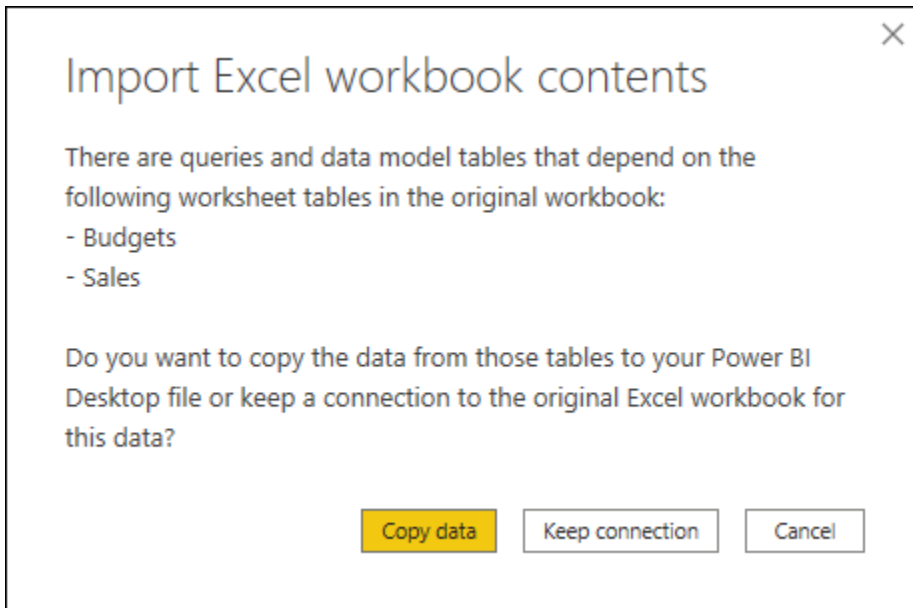 Import Excel workbook contents
There are queries and data model tables that depend on the
following worksheet tables in the original workbook:
- Budgets
- Sales
Do you want to copy the data from those tables to your Power BI
Desktop file or keep a connection to the original Excel workbook for
this data?
Copy data Keep connection Cancel